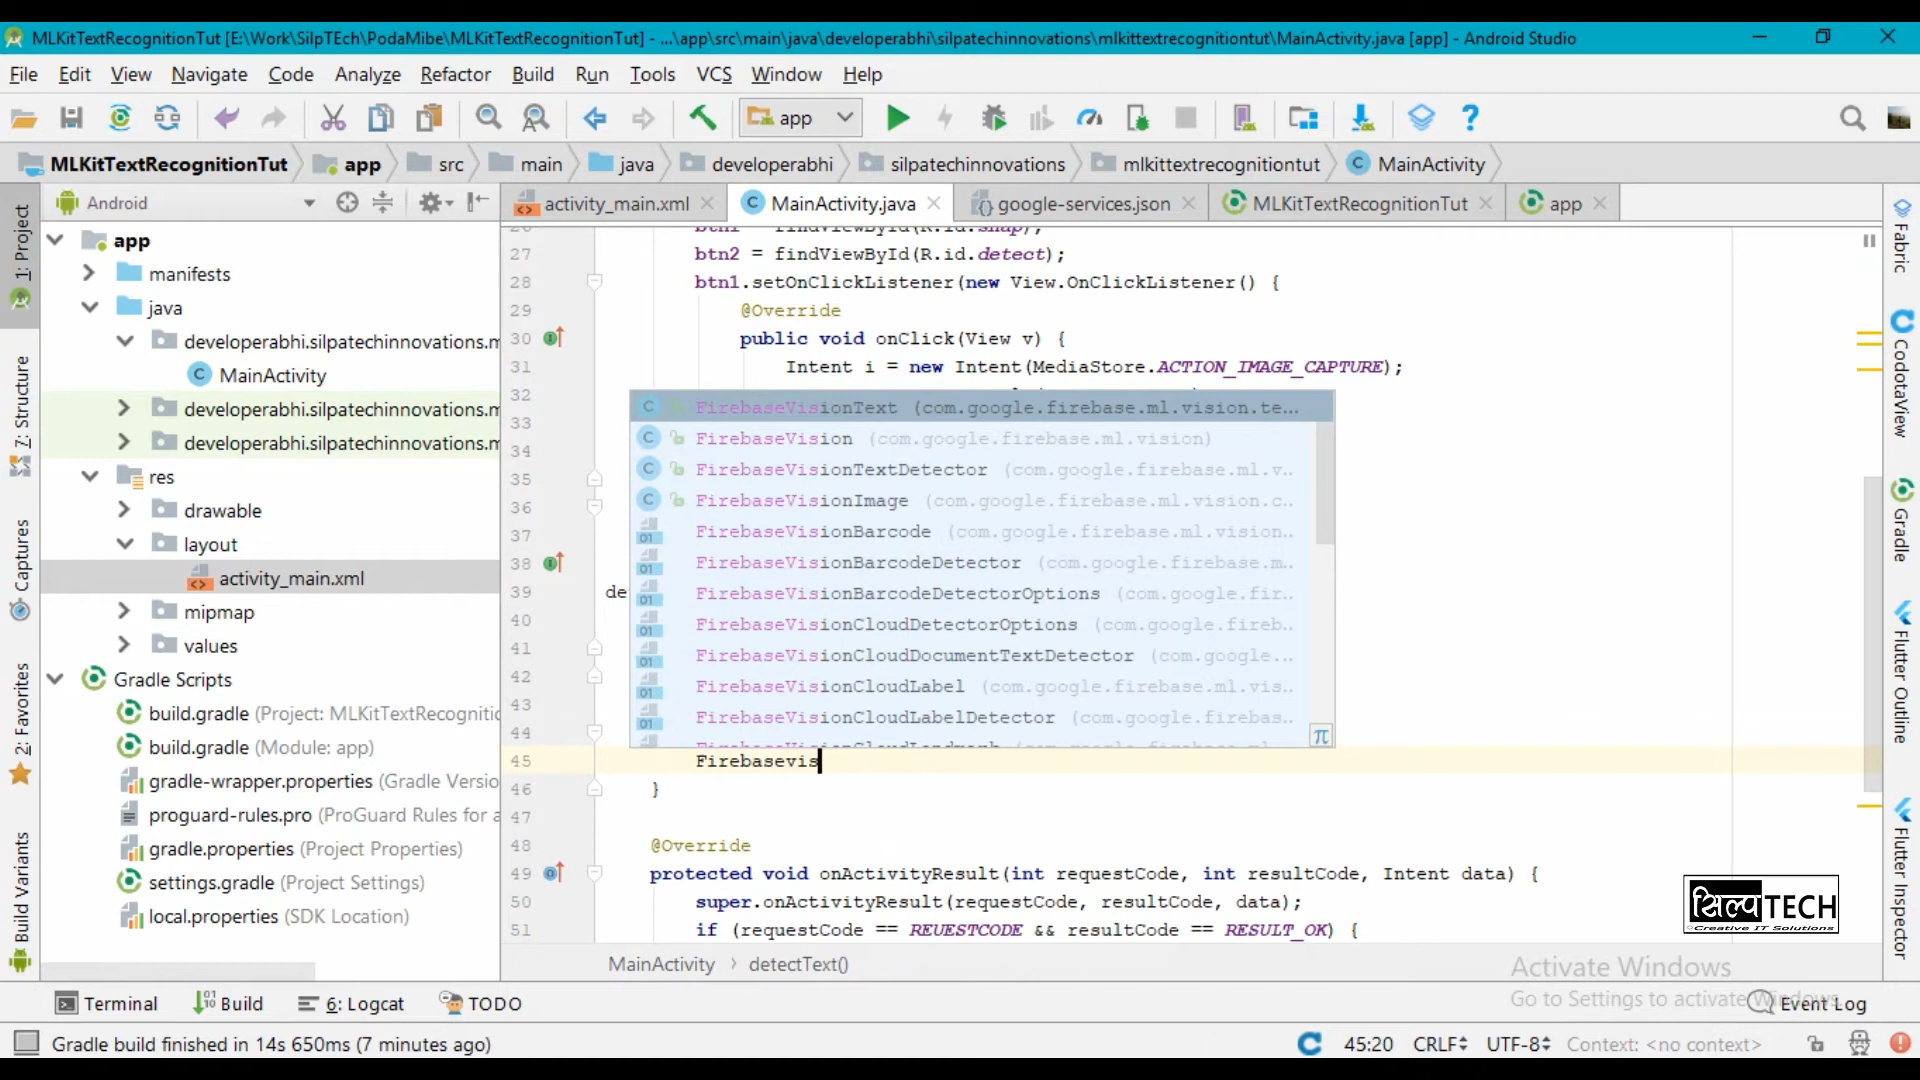 MLKitTextRecognitionTut [E:\Work\SilpTEch\PodaMibe\MLKitTextRecognitionTut] - ...\app\src\main\java\developerabhi\silpatechinnovations\mlkittextrecognitiontut\MainActivity.java [app] - Android Studio
File Edit View Navigate Code Analyze Refactor Build Run Tools VCS Window Help
app
MLKitTextRecognitionTut app src main java developerabhi silpatechinnovations mlkittextrecognitiontut MainActivity
Android
activity_main.xml MainActivity.java google-services.json MLKitTextRecognitionTut app
1: Project
7: Structure
Captures
2: Favorites
Build Variants
app
manifests
java
developerabhi.silpatechinnovations.m
MainActivity
developerabhi.silpatechinnovations.m
developerabhi.silpatechinnovations.m
res
drawable
layout
activity_main.xml
mipmap
values
Gradle Scripts
build.gradle (Project: MLKitTextRecognitic
build.gradle (Module: app)
gradle-wrapper.properties (Gradle Versio
proguard-rules.pro (ProGuard Rules for a
gradle.properties (Project Properties)
settings.gradle (Project Settings)
local.properties (SDK Location)
26 btn1 = findViewById(R.id.snap);
27 btn2 = findViewById(R.id.detect);
28 btn1.setOnClickListener(new View.OnClickListener() {
29 @Override
30 public void onClick(View v) {
31 Intent i = new Intent(MediaStore.ACTION_IMAGE_CAPTURE);
32
33
34
35
36
37
38
39 de
40
41
42
43
44
FirebaseVisionText (com.google.firebase.ml.vision.te...
FirebaseVision (com.google.firebase.ml.vision)
FirebaseVisionTextDetector (com.google.firebase.ml.v..
FirebaseVisionImage (com.google.firebase.ml.vision.c..
FirebaseVisionBarcode (com.google.firebase.ml.vision..
FirebaseVisionBarcodeDetector (com.google.firebase.m..
FirebaseVisionBarcodeDetectorOptions (com.google.fir..
FirebaseVisionCloudDetectorOptions (com.google.fireb..
FirebaseVisionCloudDocumentTextDetector (com.google...
FirebaseVisionCloudLabel (com.google.firebase.ml.vis..
FirebaseVisionCloudLabelDetector (com.google.firebas..
FirebaseVisionCloudLandmark (com.google.firebase.ml
π
45 Firebasevis
46 }
47
48 @Override
49 protected void onActivityResult(int requestCode, int resultCode, Intent data) {
50 super.onActivityResult(requestCode, resultCode, data);
51 if (requestCode == REUESTCODE && resultCode == RESULT_OK) {
MainActivity › detectText()
Fabric
CodotaView
Gradle
Flutter Outline
Flutter Inspector
सिल्पTECH
Creative IT Solutions
Activate Windows
Go to Settings to activate Windows.
Terminal Build 6: Logcat TODO Event Log
Gradle build finished in 14s 650ms (7 minutes ago) 45:20 CRLF UTF-8 Context: <no context>